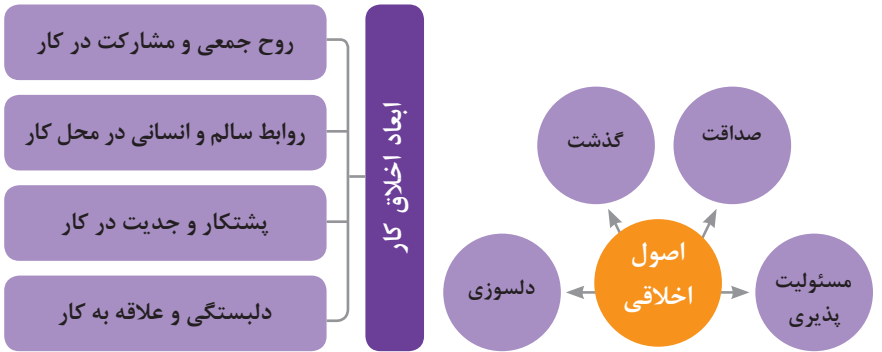 صداقت
گذشت
اصول
اخلاقی
مسئولیت
پذیری
دلسوزی
ابعاد اخلاق کار
روح جمعی و مشارکت در کار
روابط سالم و انسانی در محل کار
پشتکار و جدیت در کار
دلبستگی و علاقه به کار